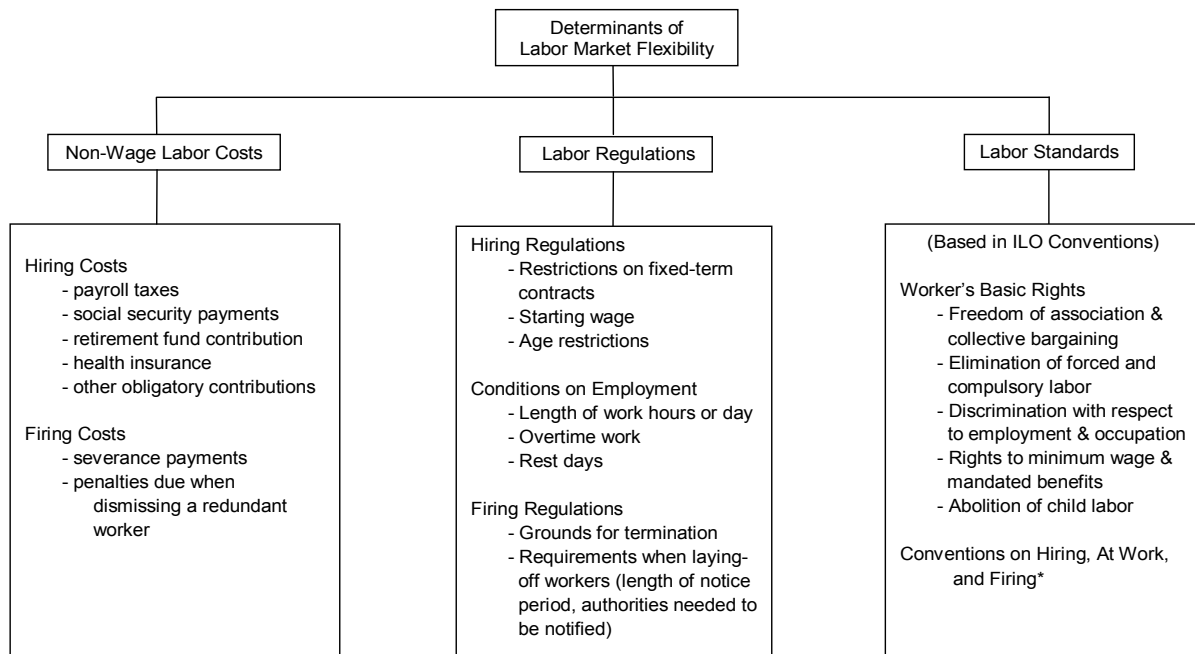 Determinants of
Labor Market Flexibility
Non-Wage Labor Costs
Hiring Costs
- payroll taxes
- social security payments
- retirement fund contribution
- health insurance
- other obligatory contributions
Firing Costs
- severance payments
- penalties due when
dismissing a redundant
worker
Labor Regulations
Hiring Regulations
- Restrictions on fixed-term
contracts
- Starting wage
- Age restrictions
Conditions on Employment
- Length of work hours or day
- Overtime work
- Rest days
Firing Regulations
- Grounds for termination
- Requirements when laying-
off workers (length of notice
period, authorities needed to
be notified)
Labor Standards
(Based in ILO Conventions)
Worker's Basic Rights
- Freedom of association &
collective bargaining
- Elimination of forced and
compulsory labor
- Discrimination with respect
to employment & occupation
- Rights to minimum wage &
mandated benefits
- Abolition of child labor
Conventions on Hiring, At Work,
and Firing*